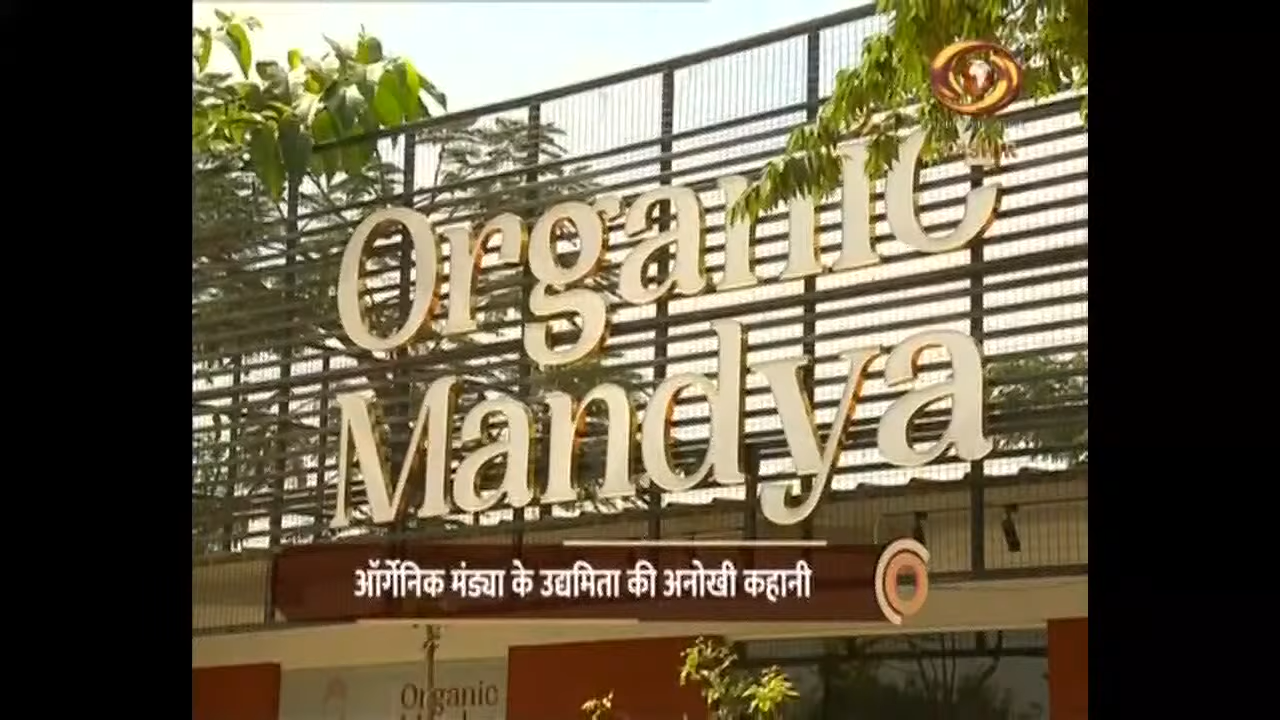 Organic
Mandya
ऑर्गेनिक मंड्या के उद्यमिता की अनोखी कहानी
Organic